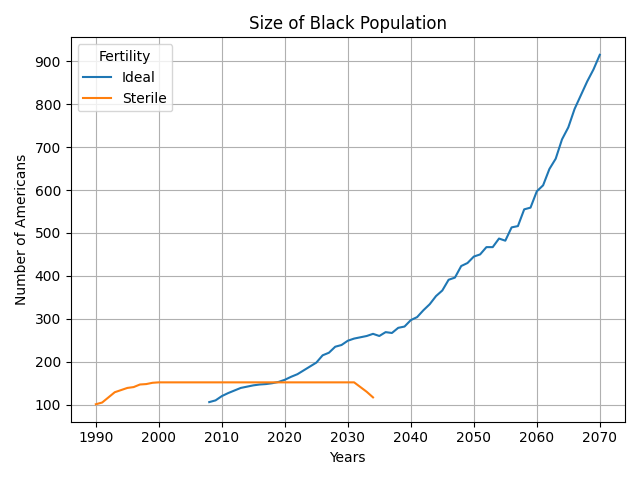 Size of Black Population
Fertility
Ideal
Sterile
900
800
700
600
500
400
300
200
100
Number of Americans
1990 2000 2010 2020 2030 2040 2050 2060 2070
Years